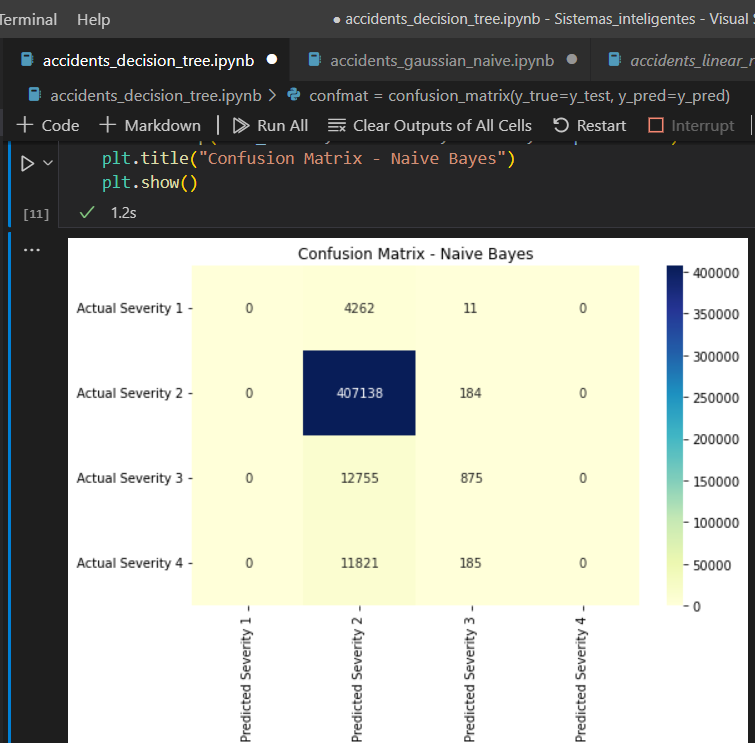 Terminal Help ● accidents_decision_tree.ipynb - Sistemas_inteligentes - Visual
accidents_decision_tree.ipynb ● accidents_gaussian_naive.ipynb ● accidents_linear_r
accidents_decision_tree.ipynb > confmat = confusion_matrix(y_true=y_test, y_pred=y_pred)
+ Code + Markdown | Run All Clear Outputs of All Cells Restart Interrupt
plt.title("Confusion Matrix - Naive Bayes")
plt.show()
[11] ✓ 1.2s
...
Confusion Matrix - Naive Bayes
Actual Severity 1 0 4262 11 0
Actual Severity 2 0 407138 184 0
Actual Severity 3 0 12755 875 0
Actual Severity 4 0 11821 185 0
Predicted Severity 1
Predicted Severity 2
Predicted Severity 3
Predicted Severity 4
400000
350000
300000
250000
200000
150000
100000
50000
0